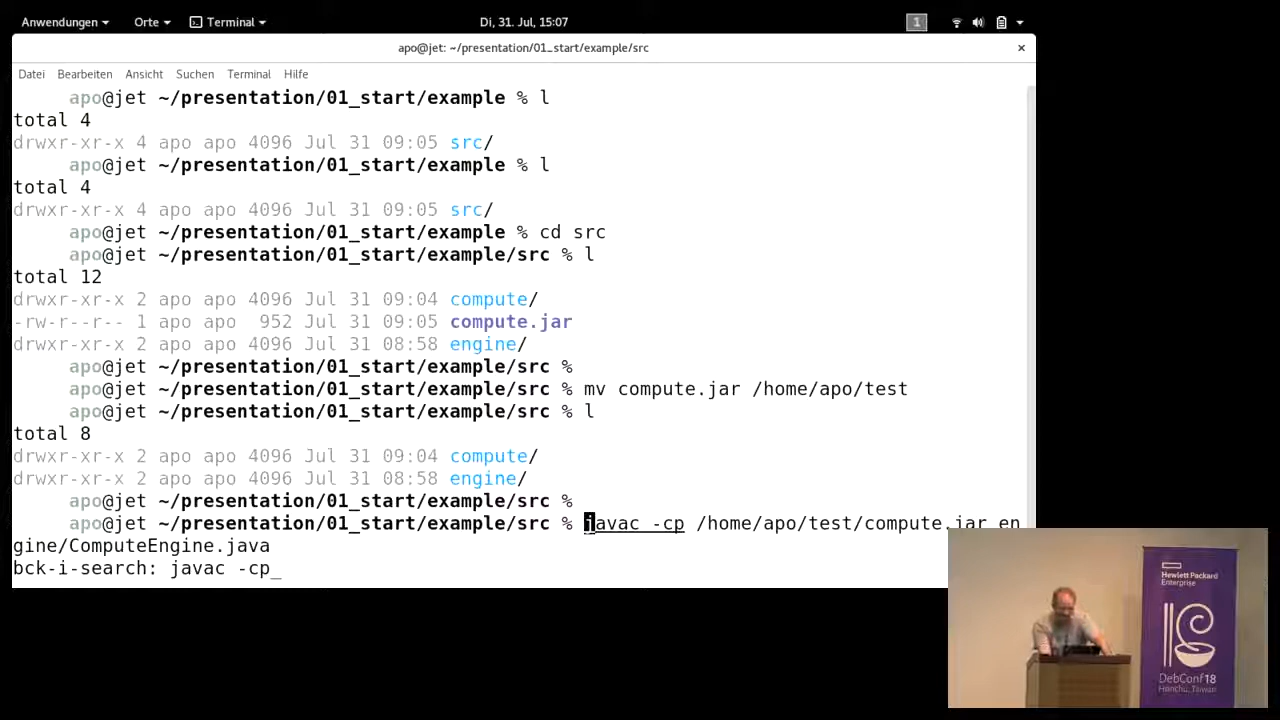 Anwendungen Orte Terminal Di, 31. Jul, 15:07 1
apo@jet: ~/presentation/01_start/example/src ×
Datei Bearbeiten Ansicht Suchen Terminal Hilfe
apo@jet ~/presentation/01_start/example % l
total 4
drwxr-xr-x 4 apo apo 4096 Jul 31 09:05 src/
apo@jet ~/presentation/01_start/example % l
total 4
drwxr-xr-x 4 apo apo 4096 Jul 31 09:05 src/
apo@jet ~/presentation/01_start/example % cd src
apo@jet ~/presentation/01_start/example/src % l
total 12
drwxr-xr-x 2 apo apo 4096 Jul 31 09:04 compute/
-rw-r--r-- 1 apo apo  952 Jul 31 09:05 compute.jar
drwxr-xr-x 2 apo apo 4096 Jul 31 08:58 engine/
apo@jet ~/presentation/01_start/example/src %
apo@jet ~/presentation/01_start/example/src % mv compute.jar /home/apo/test
apo@jet ~/presentation/01_start/example/src % l
total 8
drwxr-xr-x 2 apo apo 4096 Jul 31 09:04 compute/
drwxr-xr-x 2 apo apo 4096 Jul 31 08:58 engine/
apo@jet ~/presentation/01_start/example/src %
apo@jet ~/presentation/01_start/example/src % javac -cp /home/apo/test/compute.jar en
gine/ComputeEngine.java
bck-i-search: javac -cp_
Hewlett Packard
Enterprise
DebConf18
Hsinchu, Taiwan